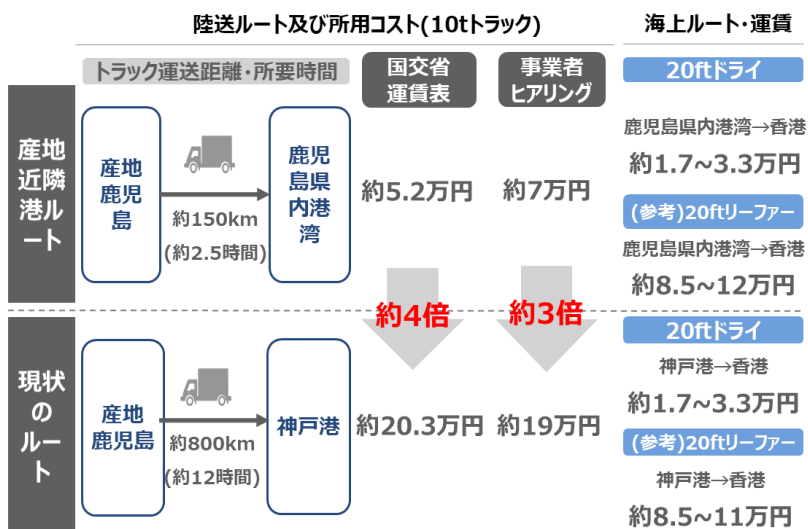 陸送ルート及び所用コスト(10tトラック)
海上ルート・運賃
トラック運送距離・所要時間
国交省
運賃表
事業者
ヒアリング
20ftドライ
産地
近隣
港ル
ート
産地
鹿児
島
約150km
(約2.5時間)
鹿児
島県
内港
湾
約5.2万円
約7万円
鹿児島県内港湾→香港
約1.7~3.3万円
(参考)20ftリーファー
鹿児島県内港湾→香港
約8.5~12万円
約4倍
約3倍
現状
の
ルー
ト
産地
鹿児島
約800km
(約12時間)
神戸港
約20.3万円
約19万円
20ftドライ
神戸港→香港
約1.7~3.3万円
(参考)20ftリーファー
神戸港→香港
約8.5~11万円